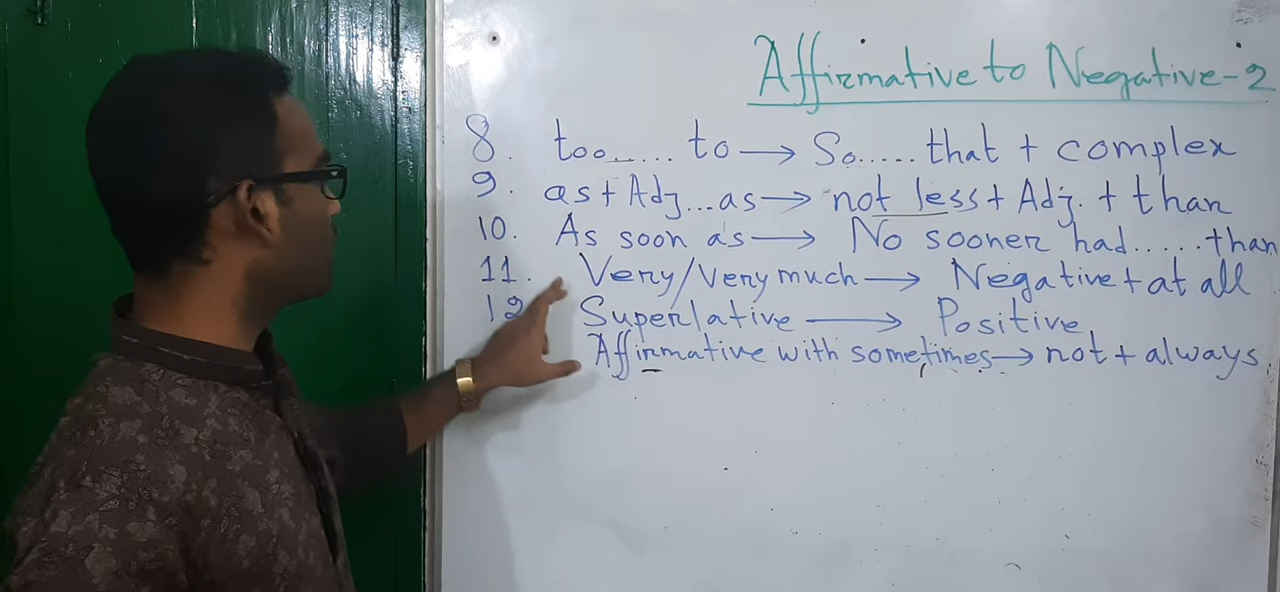 Affirmative to Negative-2
8. too...... to → So..... that + complex
9. as + Adj...as → not less + Adj. + than
10. As soon as → No sooner had.....than
11. Very/Very much → Negative + at all
12 Superlative → Positive
Affirmative with sometimes → not + always